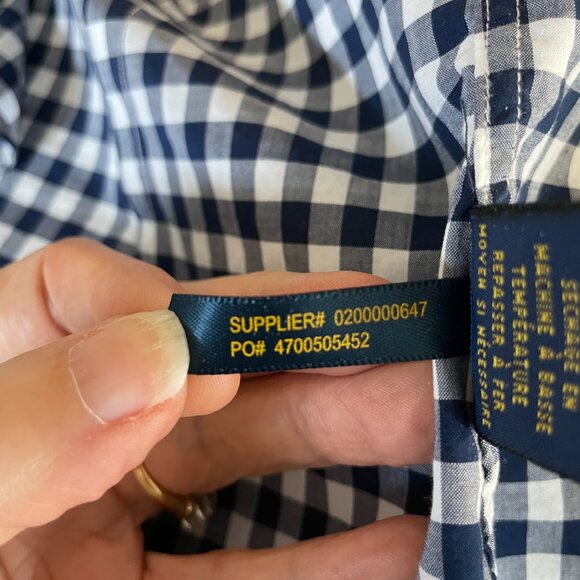 SUPPLIER# 0200000647
PO# 4700505452
SÉCHAGE EN
MACHINE À BASSE
TEMPÉRATURE
REPASSER À FER
MOYEN SI NÉCESSAIRE